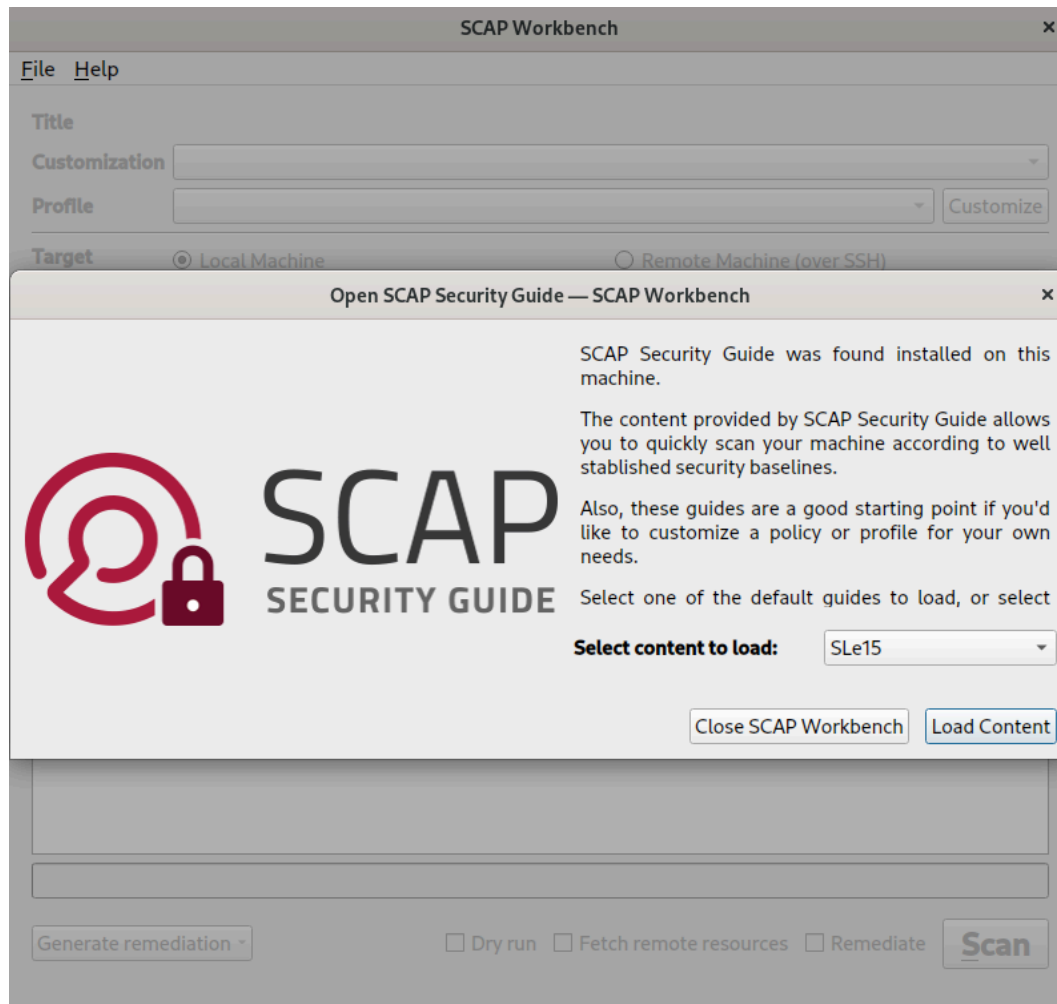 SCAP Workbench
×
File Help
Title
Customization
Profile
Customize
Target
Local Machine
Remote Machine (over SSH)
Open SCAP Security Guide — SCAP Workbench
×
SCAP
SECURITY GUIDE
SCAP Security Guide was found installed on this
machine.
The content provided by SCAP Security Guide allows
you to quickly scan your machine according to well
stablished security baselines.
Also, these guides are a good starting point if you'd
like to customize a policy or profile for your own
needs.
Select one of the default guides to load, or select
Select content to load:
SLe15
Close SCAP Workbench
Load Content
Generate remediation
Dry run
Fetch remote resources
Remediate
Scan